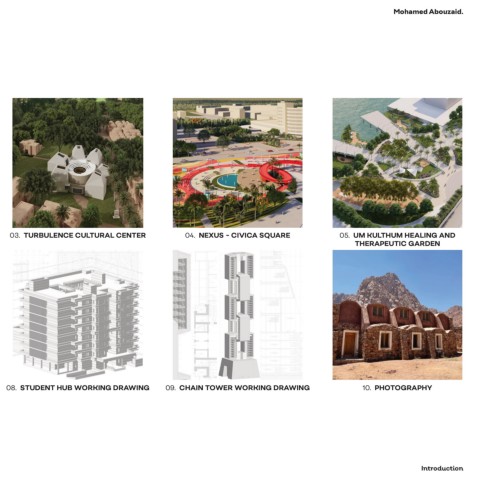 Mohamed Abouzaid.
03. TURBULENCE CULTURAL CENTER
04. NEXUS - CIVICA SQUARE
05. UM KULTHUM HEALING AND
THERAPEUTIC GARDEN
08. STUDENT HUB WORKING DRAWING
09. CHAIN TOWER WORKING DRAWING
10. PHOTOGRAPHY
Introduction